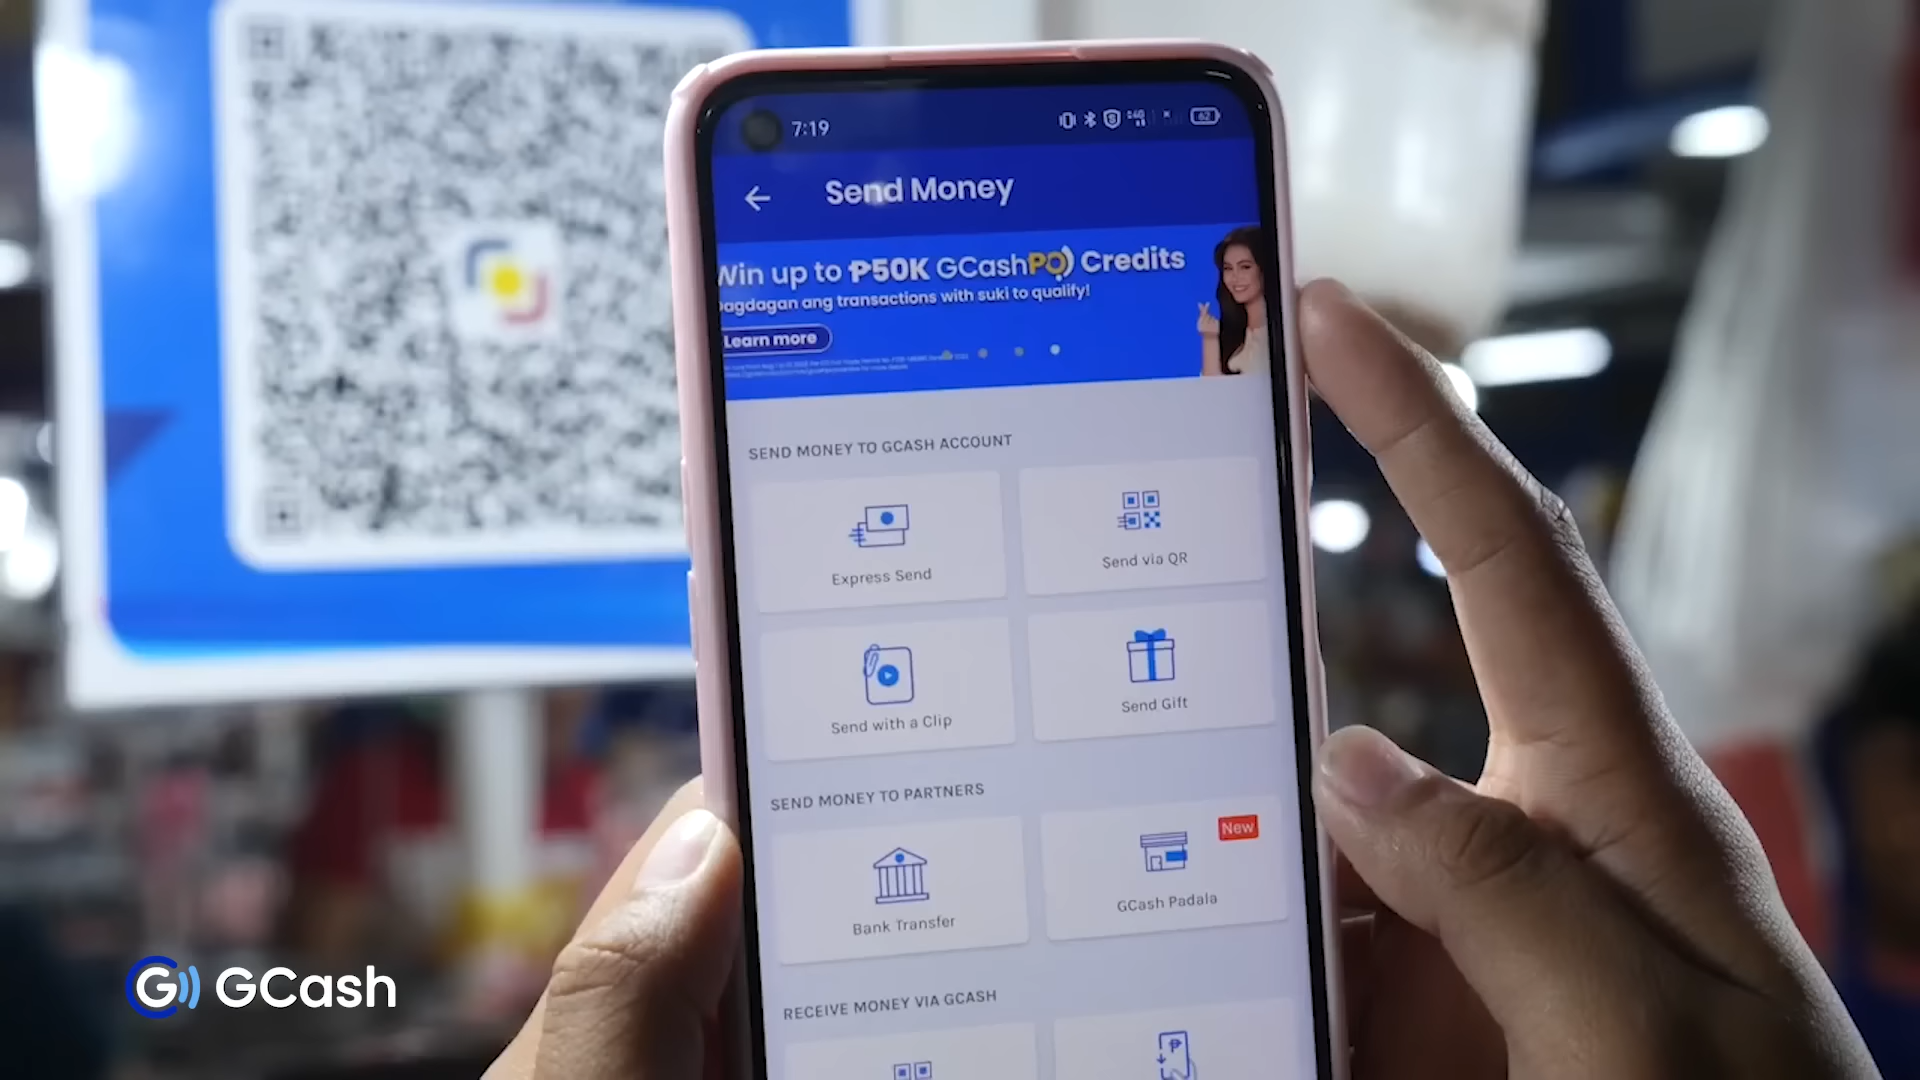 7:19
62
Send Money
Win up to ₱50K GCashPO Credits
Dagdagan ang transactions with suki to qualify!
Learn more
SEND MONEY TO GCASH ACCOUNT
Express Send
Send via QR
Send with a Clip
Send Gift
SEND MONEY TO PARTNERS
Bank Transfer
New
GCash Padala
RECEIVE MONEY VIA GCASH
GCash